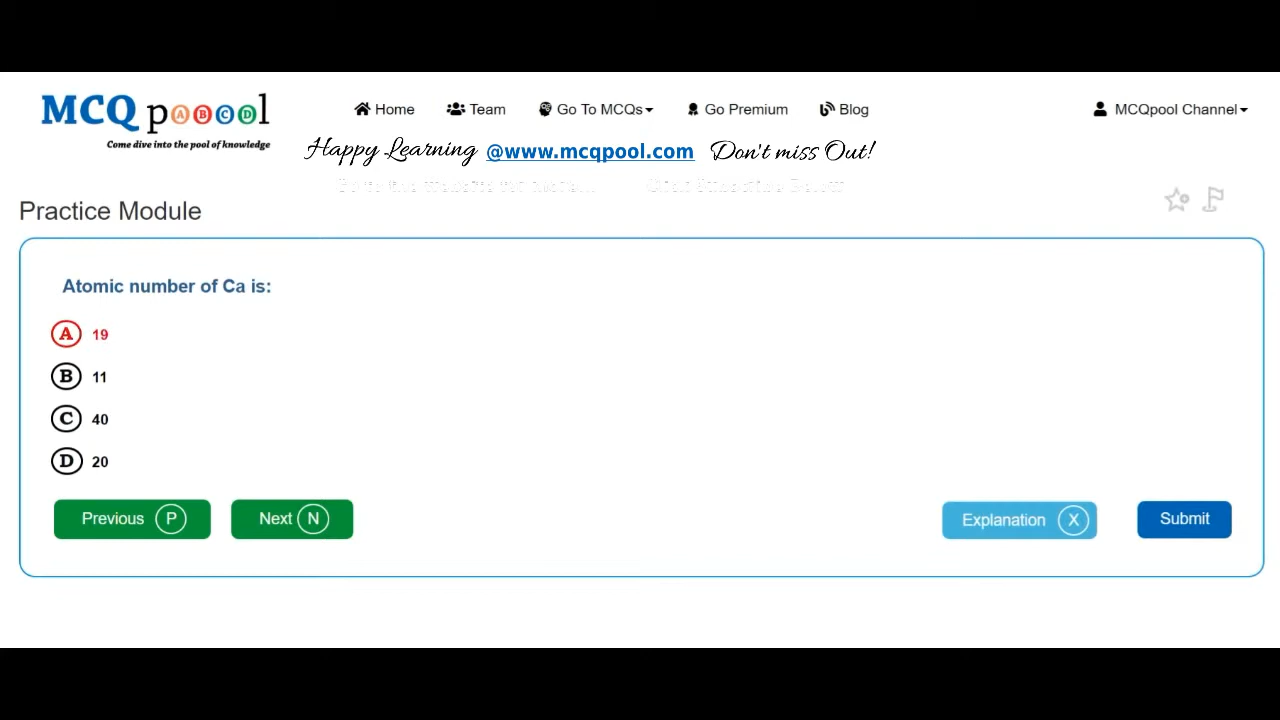 MCQ pooool
Come dive into the pool of knowledge
Home Team Go To MCQs Go Premium Blog MCQpool Channel
Happy Learning @www.mcqpool.com Don't miss Out!
Practice Module
Atomic number of Ca is:
A 19
B 11
C 40
D 20
Previous P Next N Explanation X Submit